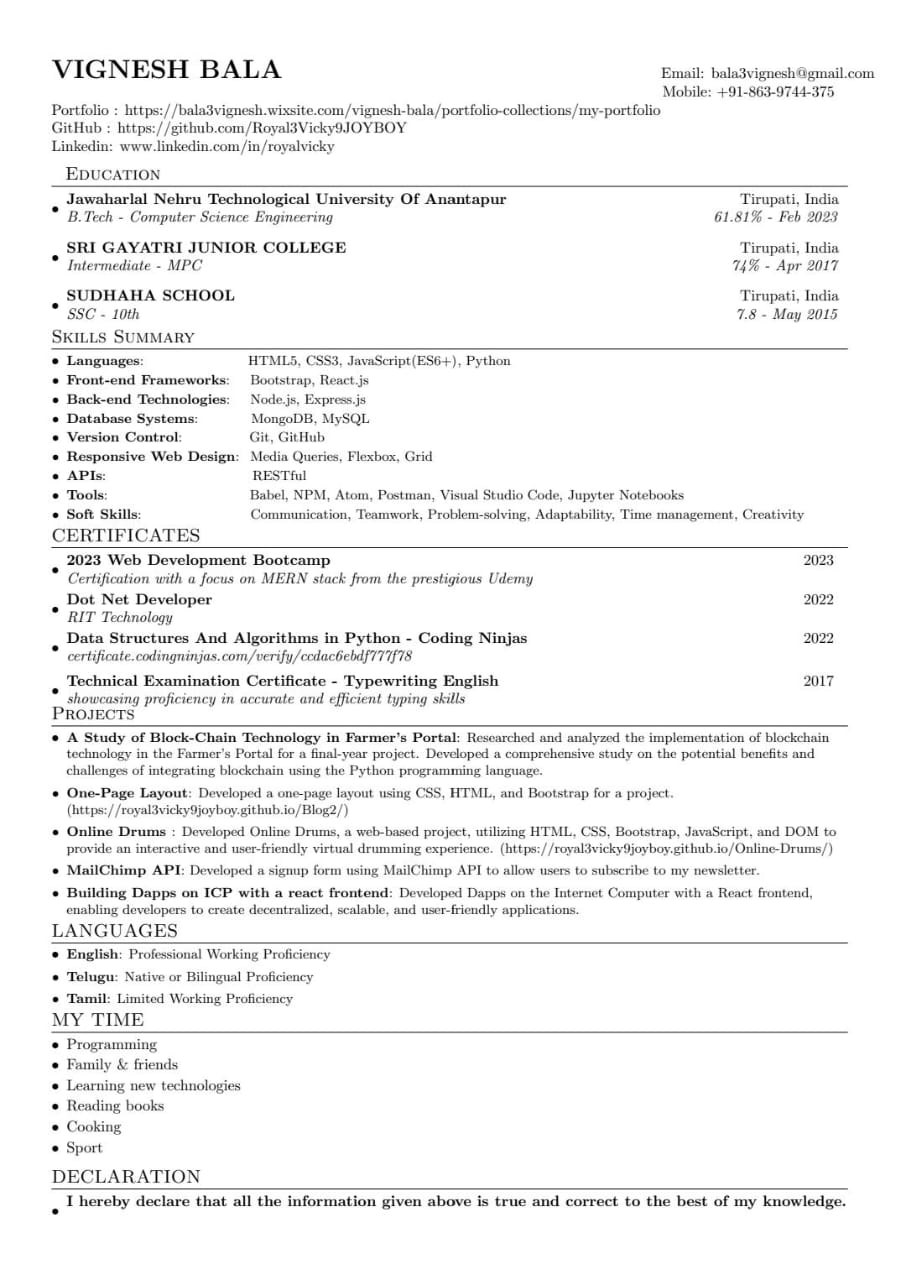 VIGNESH BALA
Email: bala3vignesh@gmail.com
Mobile: +91-863-9744-375
Portfolio : https://bala3vignesh.wixsite.com/vignesh-bala/portfolio-collections/my-portfolio
GitHub : https://github.com/Royal3Vicky9JOYBOY
Linkedin: www.linkedin.com/in/royalvicky
Education
Jawaharlal Nehru Technological University Of Anantapur Tirupati, India
• B.Tech - Computer Science Engineering 61.81% - Feb 2023
SRI GAYATRI JUNIOR COLLEGE Tirupati, India
• Intermediate - MPC 74% - Apr 2017
SUDHAHA SCHOOL Tirupati, India
• SSC - 10th 7.8 - May 2015
Skills Summary
• Languages: HTML5, CSS3, JavaScript(ES6+), Python
• Front-end Frameworks: Bootstrap, React.js
• Back-end Technologies: Node.js, Express.js
• Database Systems: MongoDB, MySQL
• Version Control: Git, GitHub
• Responsive Web Design: Media Queries, Flexbox, Grid
• APIs: RESTful
• Tools: Babel, NPM, Atom, Postman, Visual Studio Code, Jupyter Notebooks
• Soft Skills: Communication, Teamwork, Problem-solving, Adaptability, Time management, Creativity
CERTIFICATES
2023 Web Development Bootcamp 2023
• Certification with a focus on MERN stack from the prestigious Udemy
Dot Net Developer 2022
• RIT Technology
Data Structures And Algorithms in Python - Coding Ninjas 2022
• certificate.codingninjas.com/verify/ccdac6ebdf777f78
Technical Examination Certificate - Typewriting English 2017
• showcasing proficiency in accurate and efficient typing skills
Projects
• A Study of Block-Chain Technology in Farmer's Portal: Researched and analyzed the implementation of blockchain
technology in the Farmer's Portal for a final-year project. Developed a comprehensive study on the potential benefits and
challenges of integrating blockchain using the Python programming language.
• One-Page Layout: Developed a one-page layout using CSS, HTML, and Bootstrap for a project.
(https://royal3vicky9joyboy.github.io/Blog2/)
• Online Drums : Developed Online Drums, a web-based project, utilizing HTML, CSS, Bootstrap, JavaScript, and DOM to
provide an interactive and user-friendly virtual drumming experience. (https://royal3vicky9joyboy.github.io/Online-Drums/)
• MailChimp API: Developed a signup form using MailChimp API to allow users to subscribe to my newsletter.
• Building Dapps on ICP with a react frontend: Developed Dapps on the Internet Computer with a React frontend,
enabling developers to create decentralized, scalable, and user-friendly applications.
LANGUAGES
• English: Professional Working Proficiency
• Telugu: Native or Bilingual Proficiency
• Tamil: Limited Working Proficiency
MY TIME
• Programming
• Family & friends
• Learning new technologies
• Reading books
• Cooking
• Sport
DECLARATION
• I hereby declare that all the information given above is true and correct to the best of my knowledge.